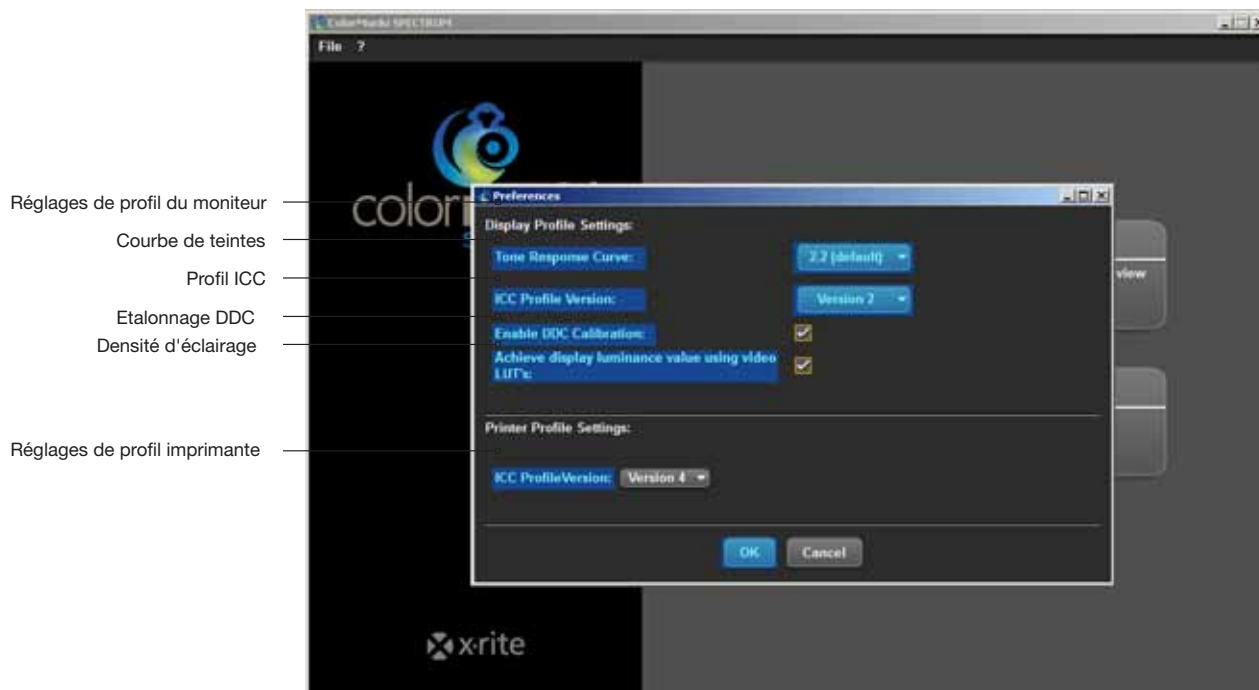 ColorMunki SPECTRUM
File ?
Réglages de profil du moniteur
Courbe de teintes
Profil ICC
Etalonnage DDC
Densité d'éclairage
Réglages de profil imprimante
color
Preferences
Display Profile Settings:
Tone Response Curve: 2.2 (default)
ICC Profile Version: Version 2
Enable DDC Calibration:
Achieve display luminance value using video
LUT's:
Printer Profile Settings:
ICC ProfileVersion: Version 4
OK Cancel
view
x·rite